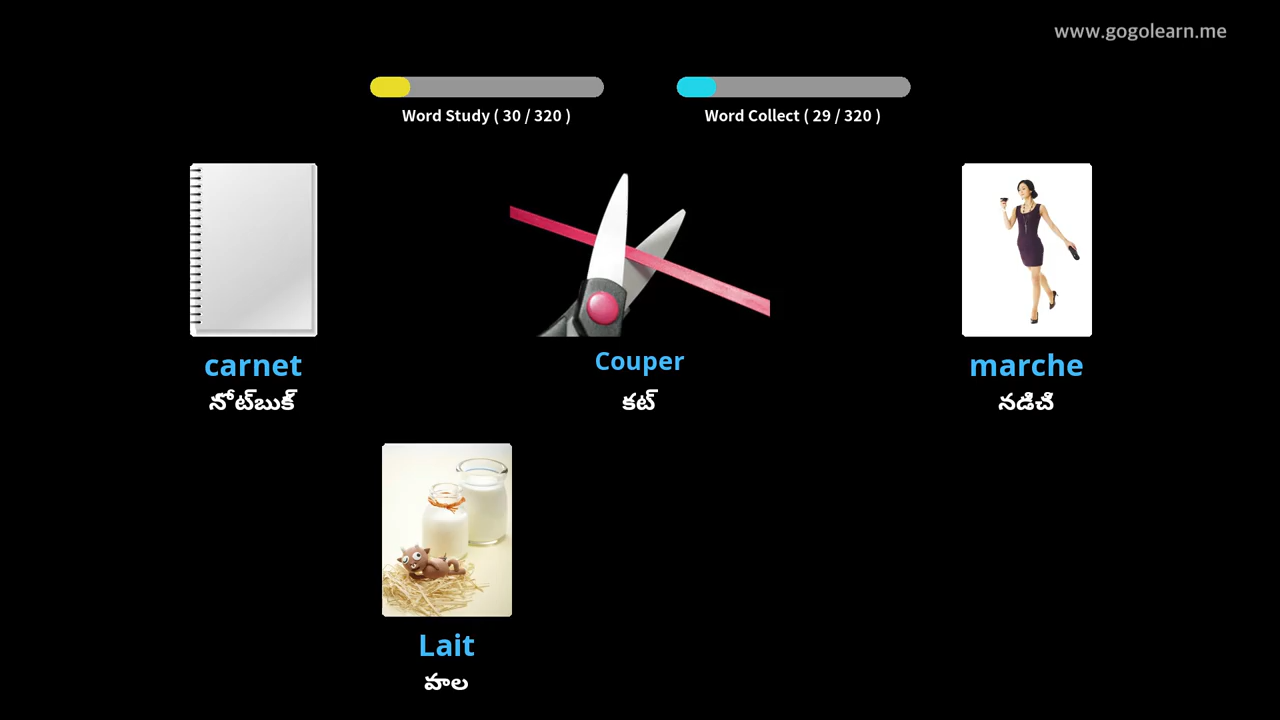 www.gogolearn.me
Word Study ( 30 / 320 )
Word Collect ( 29 / 320 )
carnet
నోట్‌బుక్
Couper
కట్
marche
నడిచి
Lait
పాల